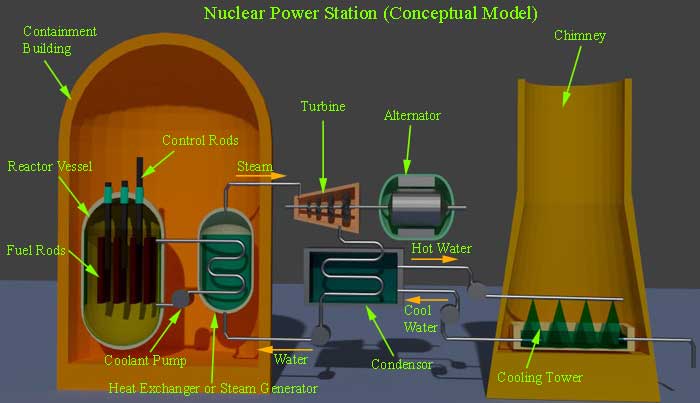 Nuclear Power Station (Conceptual Model)
Containment
Building
Chimney
Turbine
Alternator
Control Rods
Reactor Vessel
Steam
Fuel Rods
Hot Water
Cool
Water
Coolant Pump
Water
Condensor
Heat Exchanger or Steam Generator
Cooling Tower